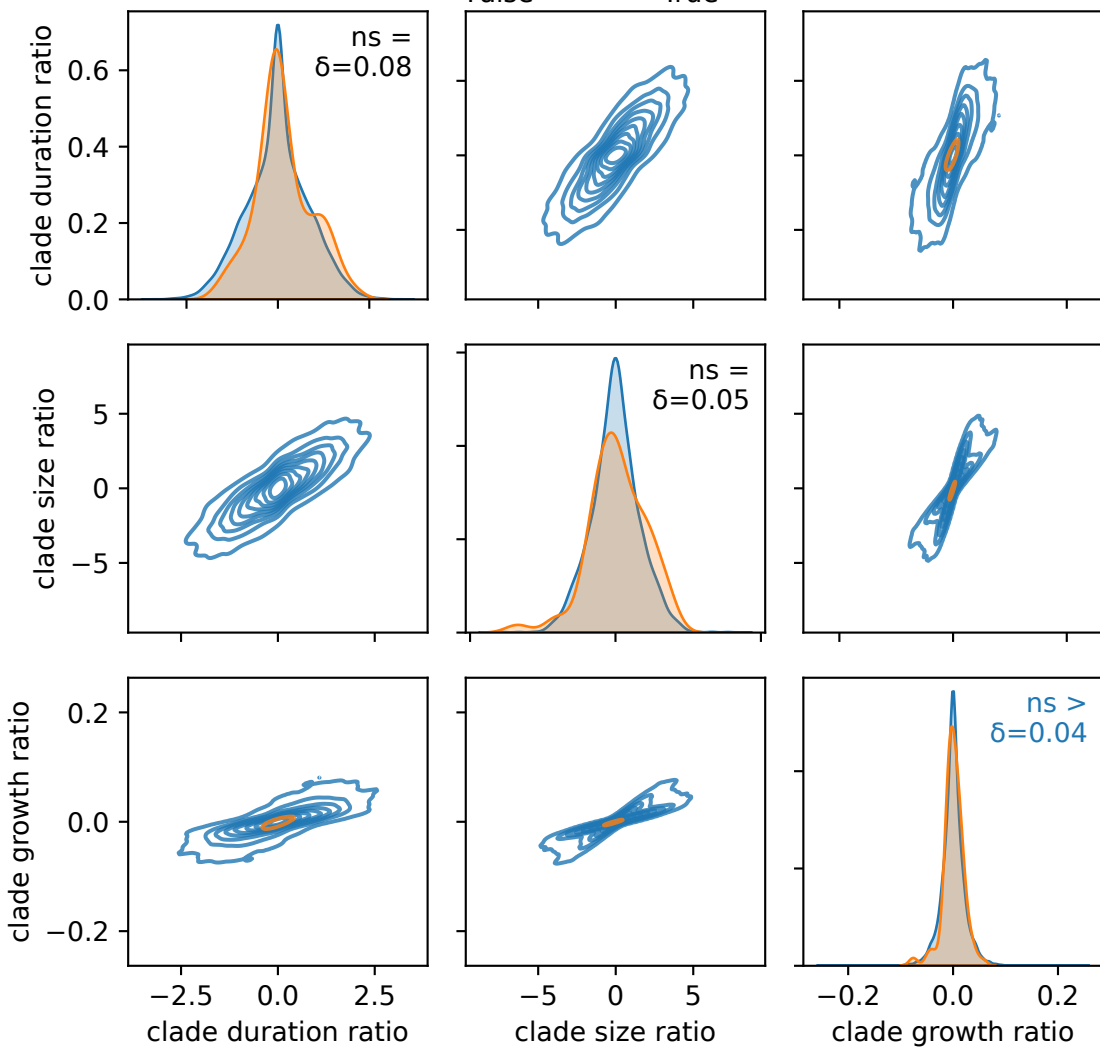 False True
clade duration ratio
0.6
0.4
0.2
0.0
ns =
δ=0.08
clade size ratio
5
0
−5
ns =
δ=0.05
clade growth ratio
0.2
0.0
−0.2
ns >
δ=0.04
−2.5 0.0 2.5
−5 0 5
−0.2 0.0 0.2
clade duration ratio
clade size ratio
clade growth ratio